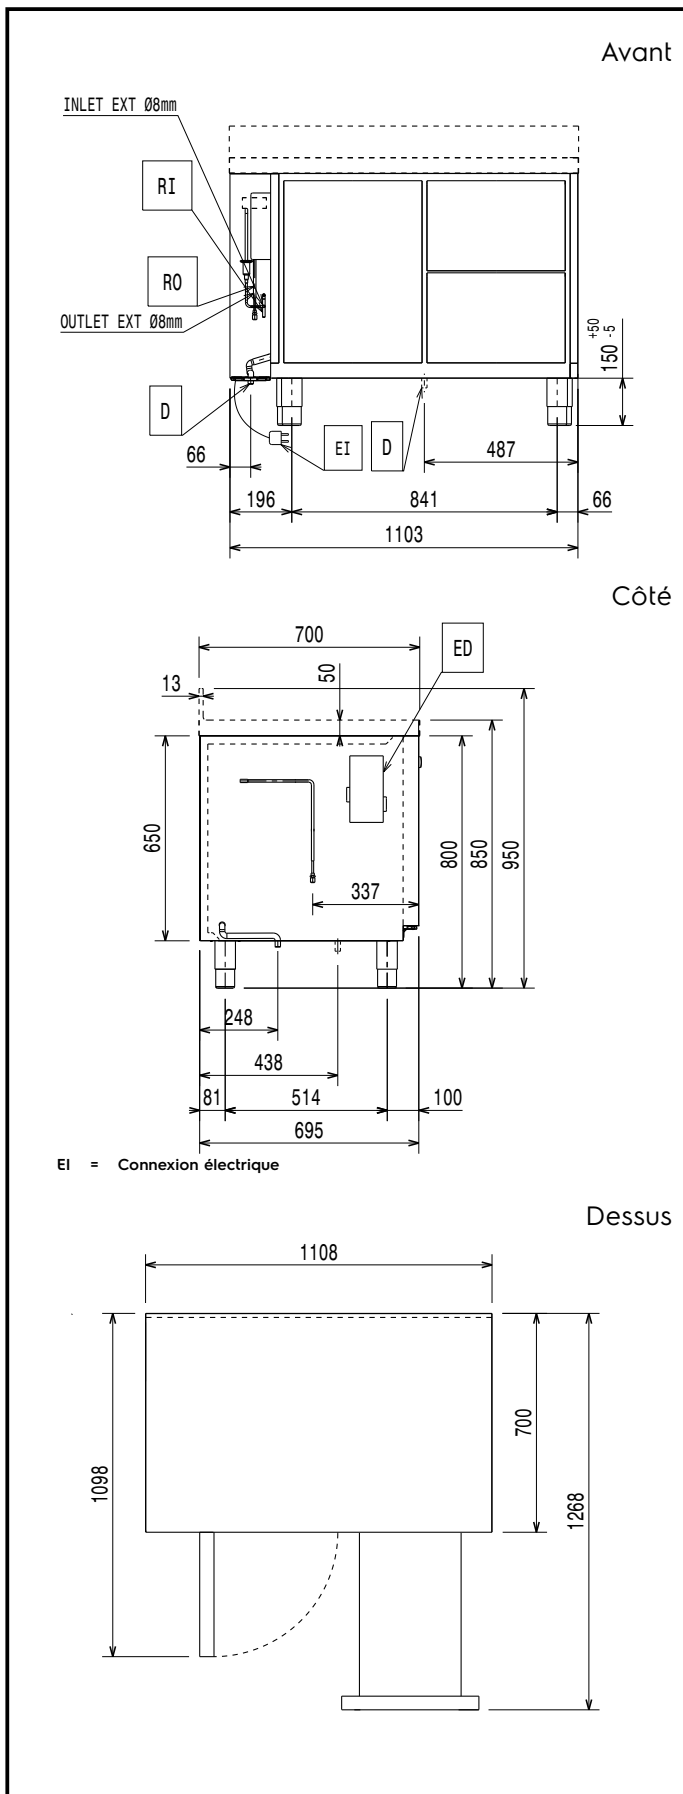 Avant
INLET EXT Ø8mm
RI
RO
OUTLET EXT Ø8mm
+50
150 -5
D
EI
D
66
487
196
841
66
1103
Côté
700
ED
50
13
650
800
850
950
337
248
438
81
514
100
695
EI = Connexion électrique
Dessus
1108
1098
700
1268